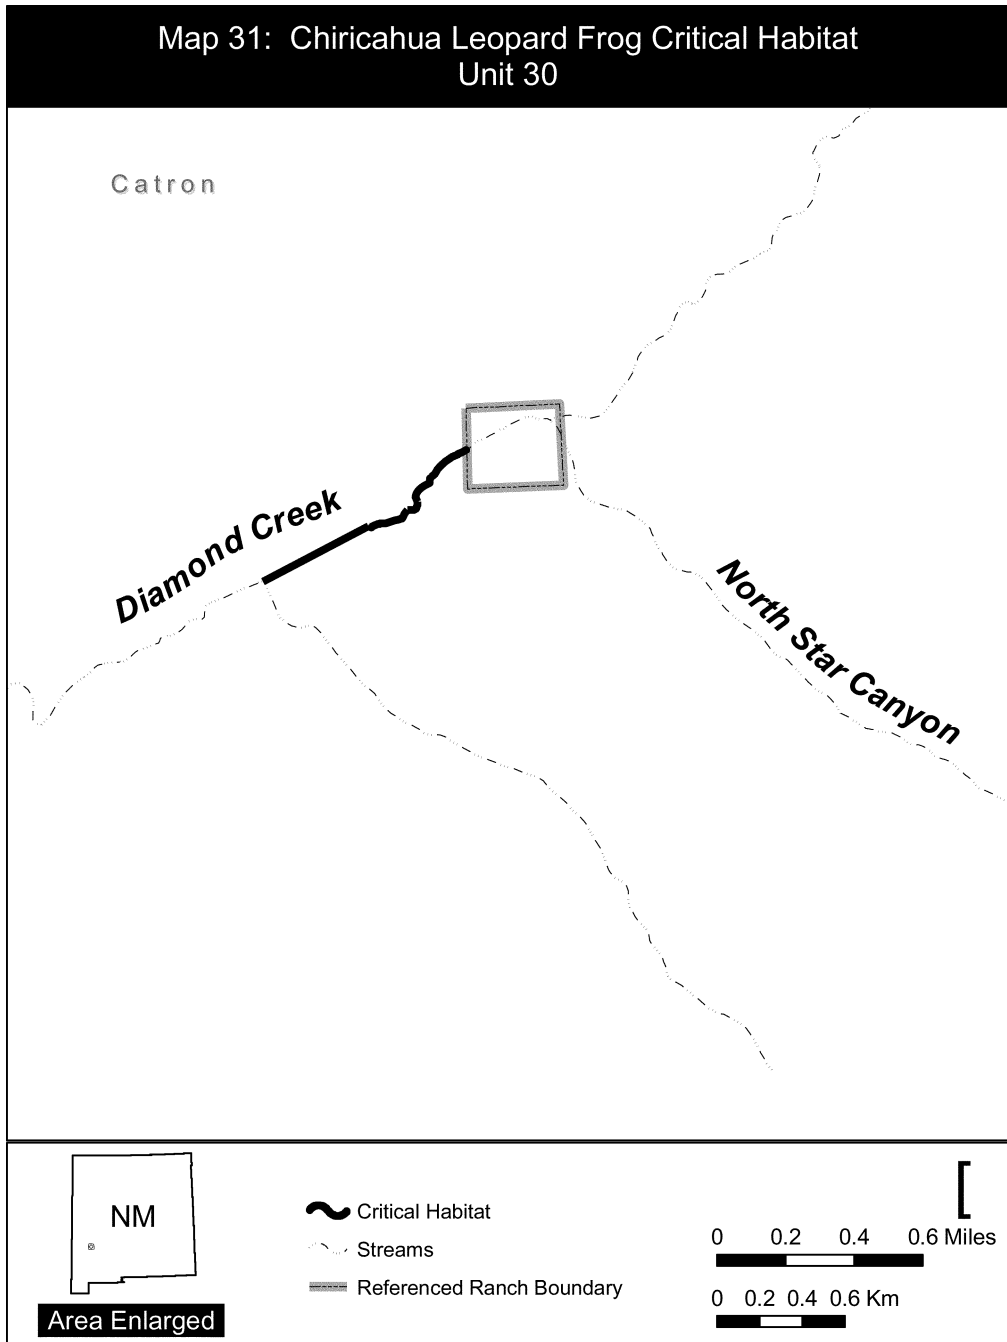 Map 31:  Chiricahua Leopard Frog Critical Habitat
Unit 30
Catron
Diamond Creek
North Star Canyon
NM
Area Enlarged
Critical Habitat
Streams
Referenced Ranch Boundary
[
0 0.2 0.4 0.6 Miles
0 0.2 0.4 0.6 Km